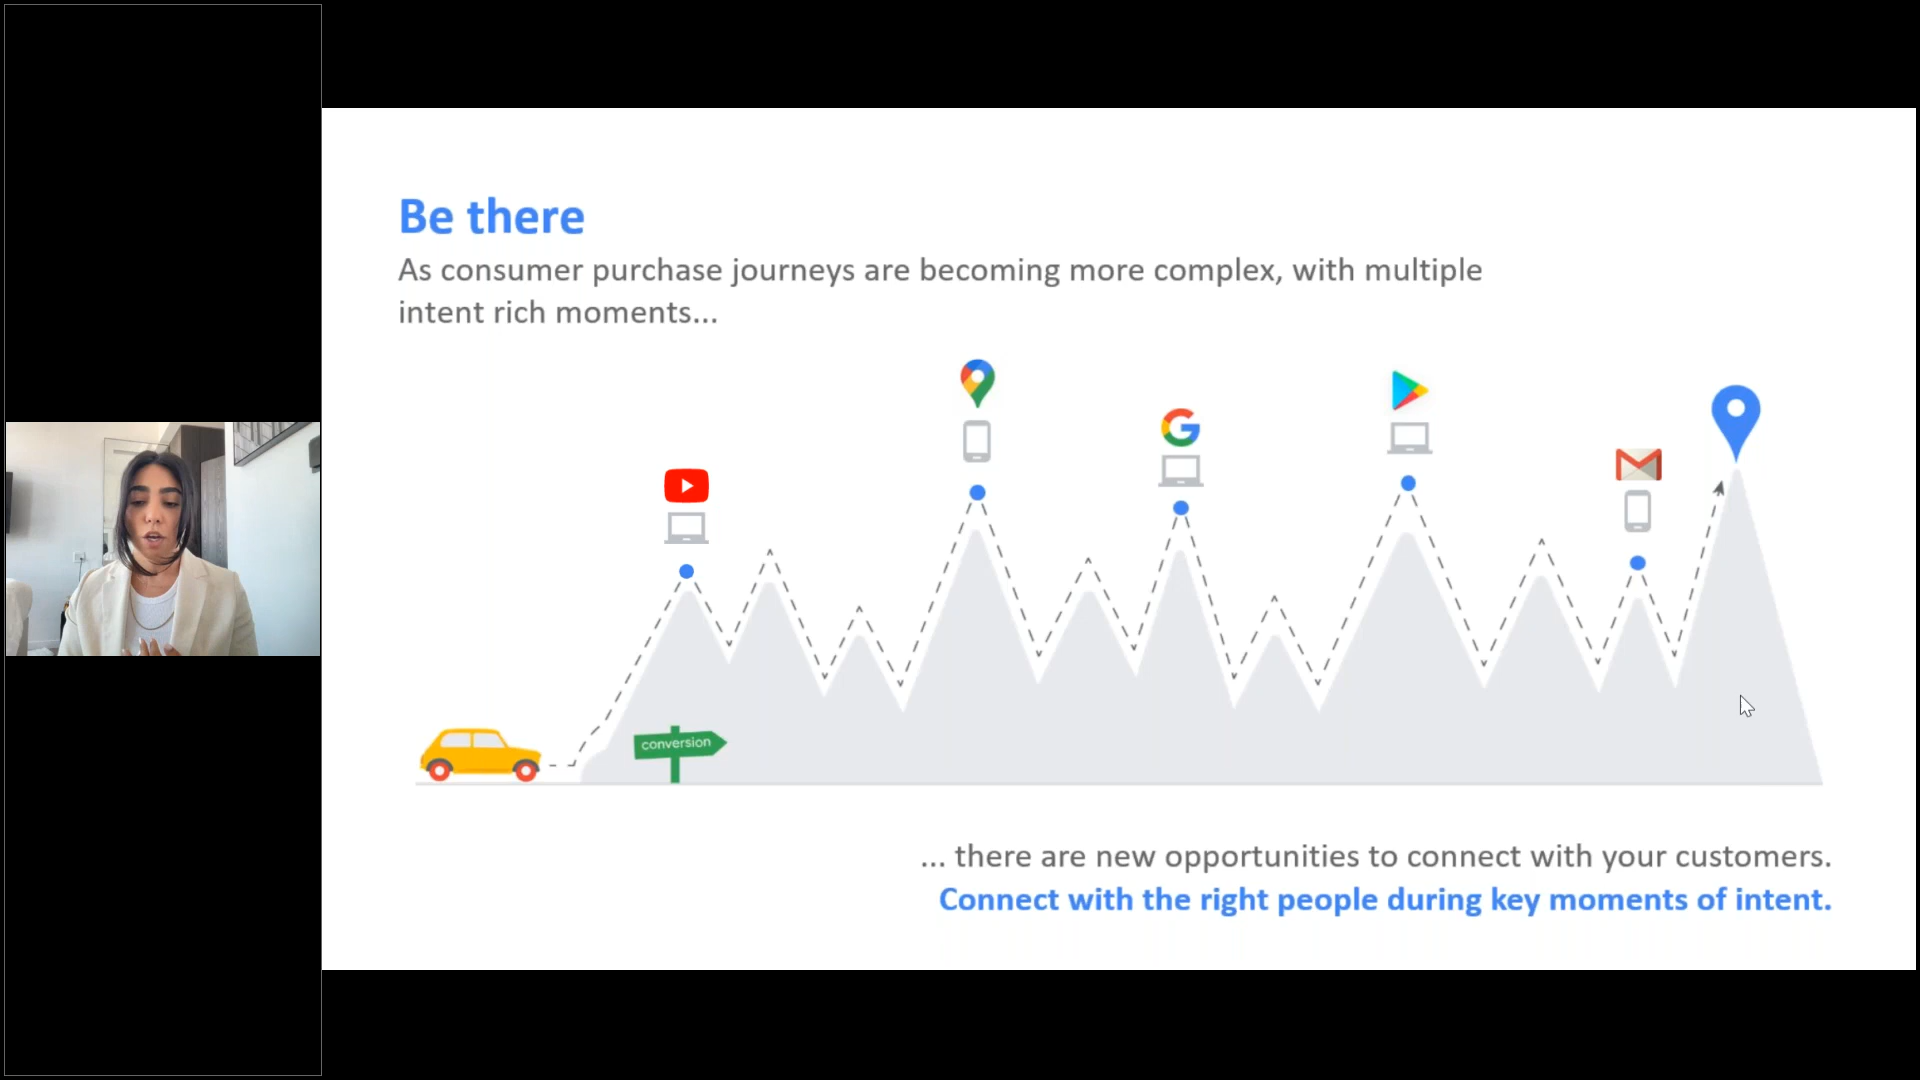 Be there
As consumer purchase journeys are becoming more complex, with multiple
intent rich moments...
conversion
... there are new opportunities to connect with your customers.
Connect with the right people during key moments of intent.